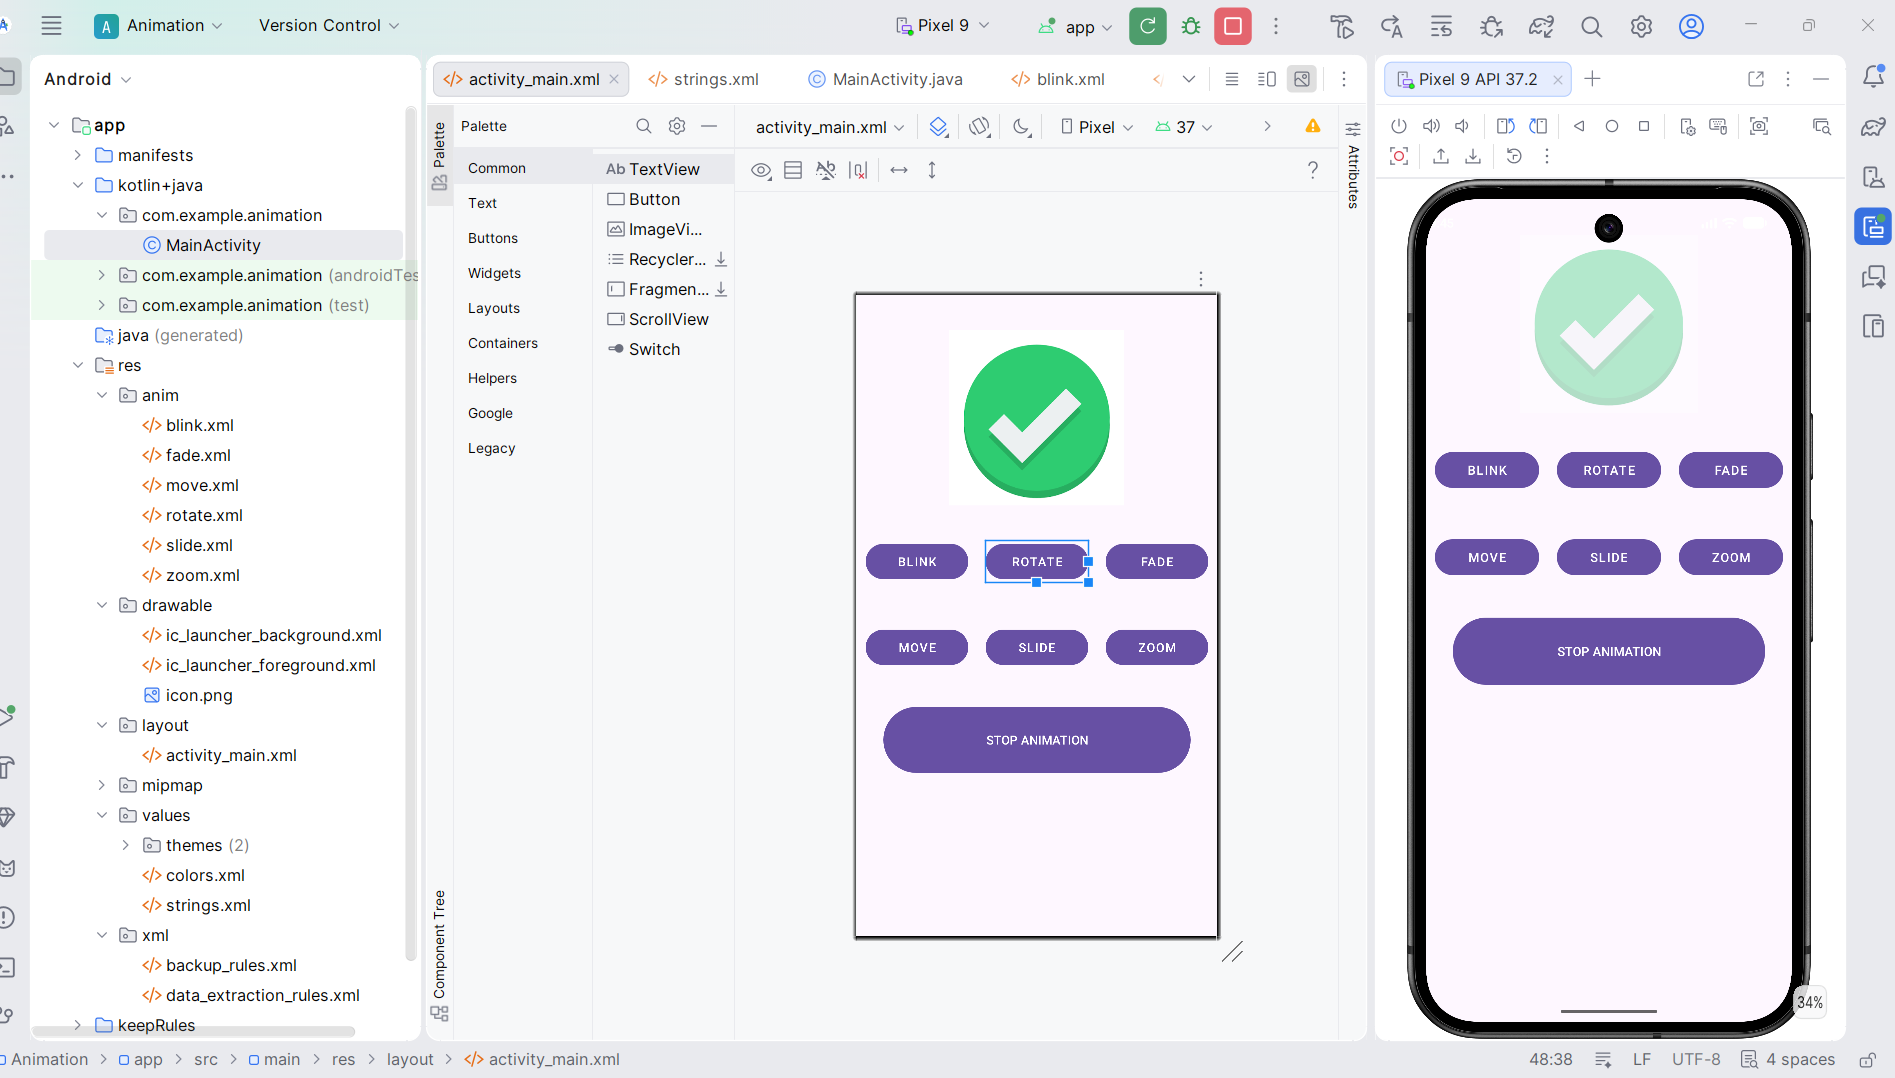 A Animation Version Control Pixel 9 app
Android
app
manifests
kotlin+java
com.example.animation
MainActivity
com.example.animation (androidTes
com.example.animation (test)
java (generated)
res
anim
blink.xml
fade.xml
move.xml
rotate.xml
slide.xml
zoom.xml
drawable
ic_launcher_background.xml
ic_launcher_foreground.xml
icon.png
layout
activity_main.xml
mipmap
values
themes (2)
colors.xml
strings.xml
xml
backup_rules.xml
data_extraction_rules.xml
keepRules
activity_main.xml strings.xml MainActivity.java blink.xml
Palette
Component Tree
Palette
Common
Text
Buttons
Widgets
Layouts
Containers
Helpers
Google
Legacy
Ab TextView
Button
ImageVi...
Recycler...
Fragmen...
ScrollView
Switch
activity_main.xml Pixel 37
?
BLINK ROTATE FADE
MOVE SLIDE ZOOM
STOP ANIMATION
Attributes
Pixel 9 API 37.2
BLINK ROTATE FADE
MOVE SLIDE ZOOM
STOP ANIMATION
34%
Animation > app > src > main > res > layout > activity_main.xml
48:38 LF UTF-8 4 spaces